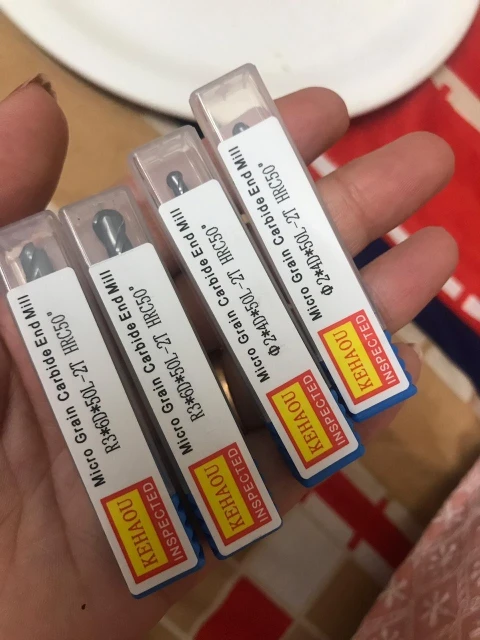 Micro Grain Carbide End Mill
R3*6D*50L-2T HRC50°
KEHAOU
INSPECTED
Micro Grain Carbide End Mill
R3*6D*50L-2T HRC50°
KEHAOU
INSPECTED
Micro Grain Carbide End Mill
Φ2*4D*50L-2T HRC50°
KEHAOU
INSPECTED
Micro Grain Carbide End Mill
Φ2*4D*50L-2T HRC50°
KEHAOU
INSPECTED